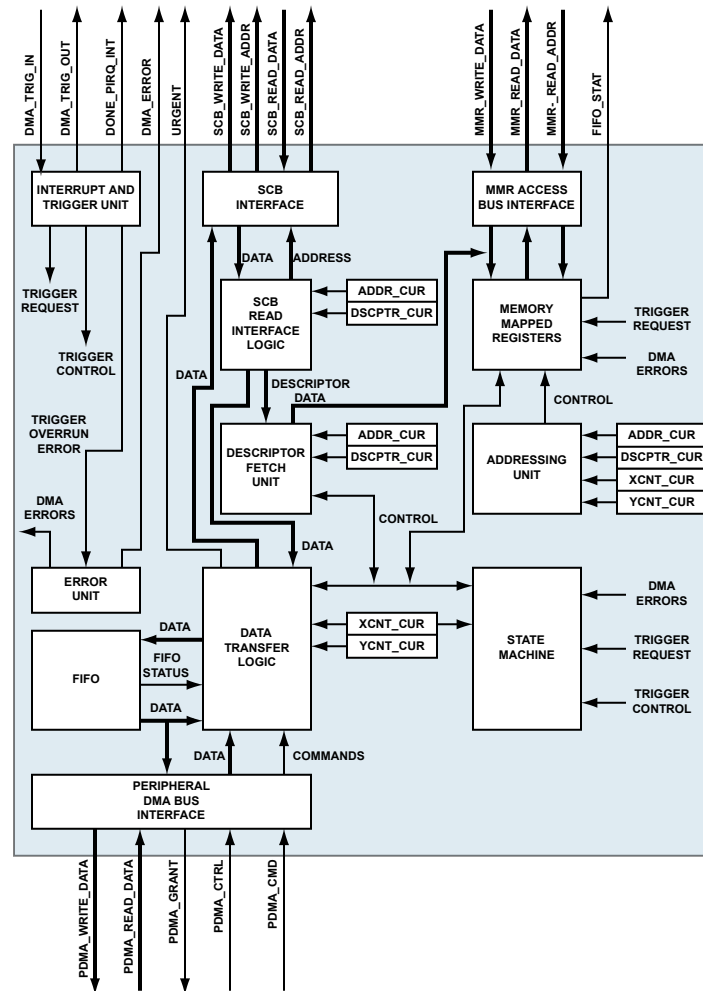 DMA_TRIG_IN
DMA_TRIG_OUT
DONE_PIRQ_INT
DMA_ERROR
URGENT
SCB_WRITE_DATA
SCB_WRITE_ADDR
SCB_READ_DATA
SCB_READ_ADDR
MMR_WRITE_DATA
MMR_READ_DATA
MMR-_READ_ADDR
FIFO_STAT
INTERRUPT AND
TRIGGER UNIT
SCB
INTERFACE
MMR ACCESS
BUS INTERFACE
DATA
ADDRESS
TRIGGER
REQUEST
SCB
READ
INTERFACE
LOGIC
ADDR_CUR
DSCPTR_CUR
MEMORY
MAPPED
REGISTERS
TRIGGER
REQUEST
DMA
ERRORS
TRIGGER
CONTROL
DATA
DESCRIPTOR
DATA
CONTROL
TRIGGER
OVERRUN
ERROR
DESCRIPTOR
FETCH
UNIT
ADDR_CUR
DSCPTR_CUR
ADDRESSING
UNIT
ADDR_CUR
DSCPTR_CUR
XCNT_CUR
YCNT_CUR
DMA
ERRORS
CONTROL
DATA
ERROR
UNIT
DATA
TRANSFER
LOGIC
XCNT_CUR
YCNT_CUR
STATE
MACHINE
DMA
ERRORS
TRIGGER
REQUEST
TRIGGER
CONTROL
DATA
FIFO
FIFO
STATUS
DATA
DATA
COMMANDS
PERIPHERAL
DMA BUS
INTERFACE
PDMA_WRITE_DATA
PDMA_READ_DATA
PDMA_GRANT
PDMA_CTRL
PDMA_CMD